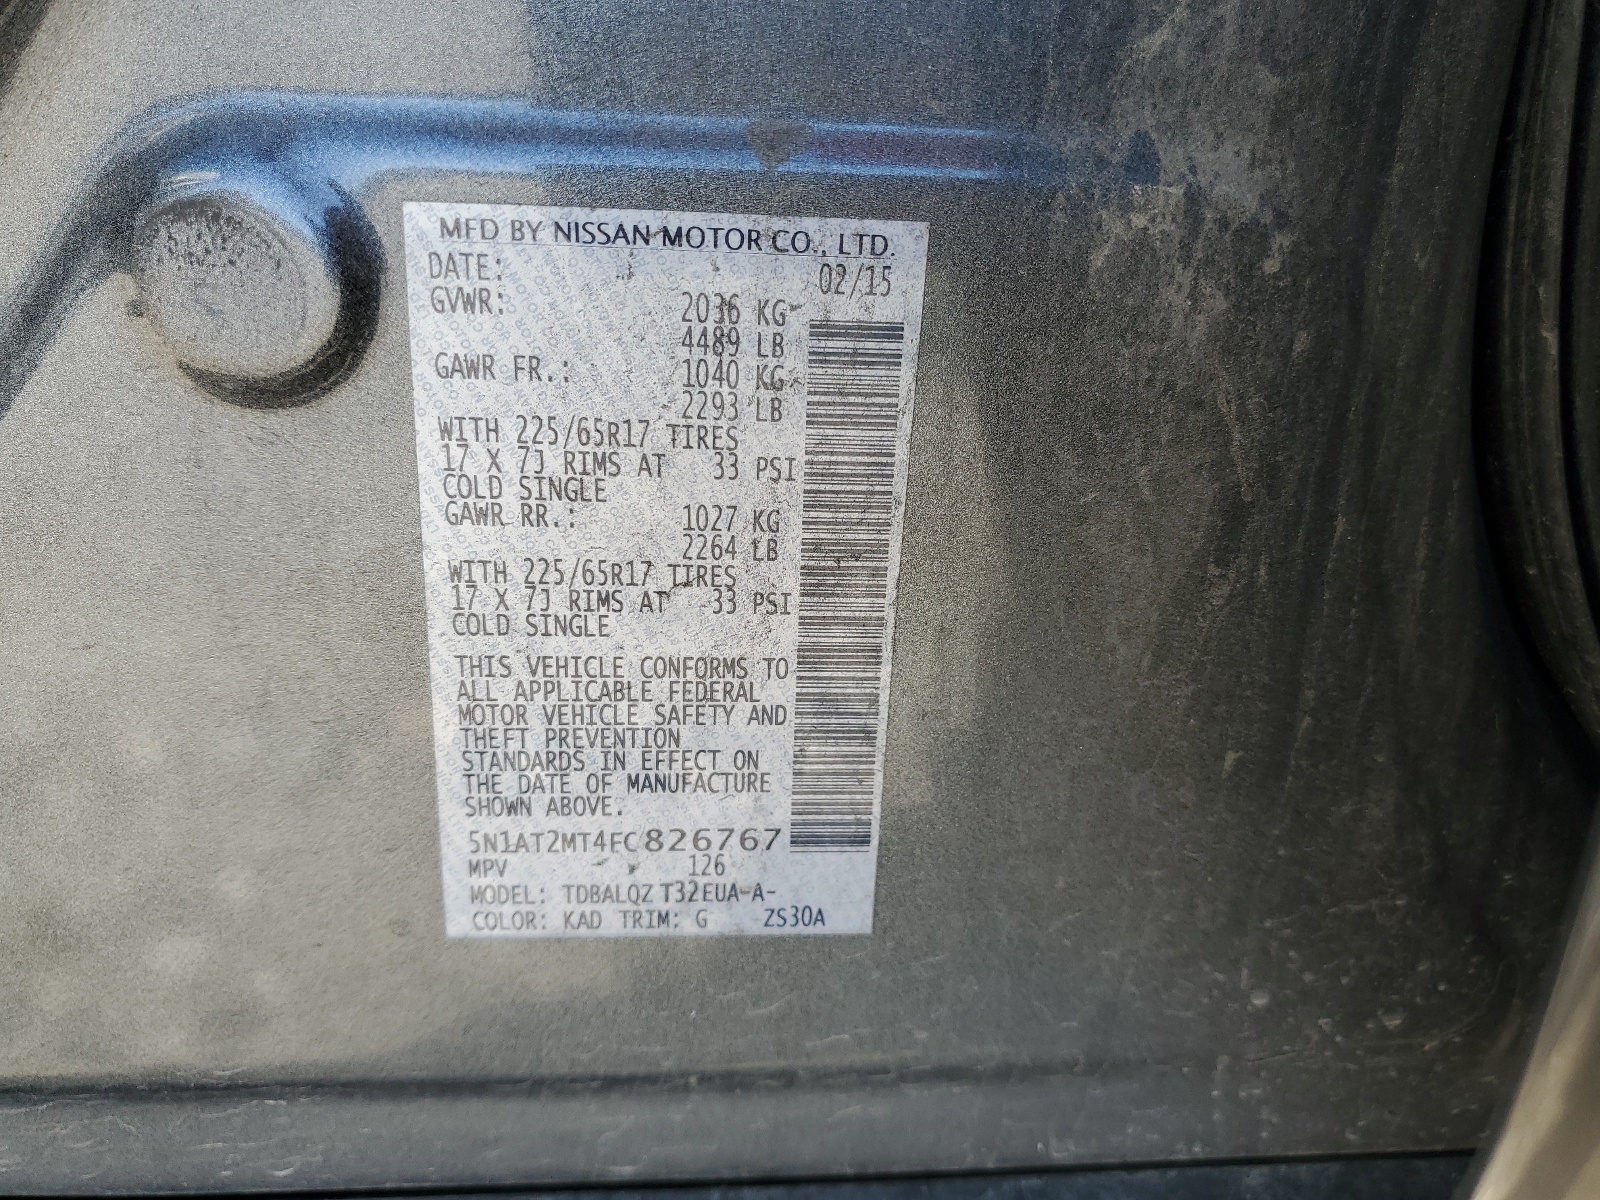 MFD BY NISSAN MOTOR CO., LTD.
DATE: 02/15
GVWR: 2036 KG
4489 LB
GAWR FR.: 1040 KG
2293 LB
WITH 225/65R17 TIRES
17 X 7J RIMS AT 33 PSI
COLD SINGLE
GAWR RR.: 1027 KG
2264 LB
WITH 225/65R17 TIRES
17 X 7J RIMS AT 33 PSI
COLD SINGLE
THIS VEHICLE CONFORMS TO
ALL APPLICABLE FEDERAL
MOTOR VEHICLE SAFETY AND
THEFT PREVENTION
STANDARDS IN EFFECT ON
THE DATE OF MANUFACTURE
SHOWN ABOVE.
5N1AT2MT4FC826767
MPV 126
MODEL: TDBALQZ T32EUA-A-
COLOR: KAD TRIM: G ZS30A